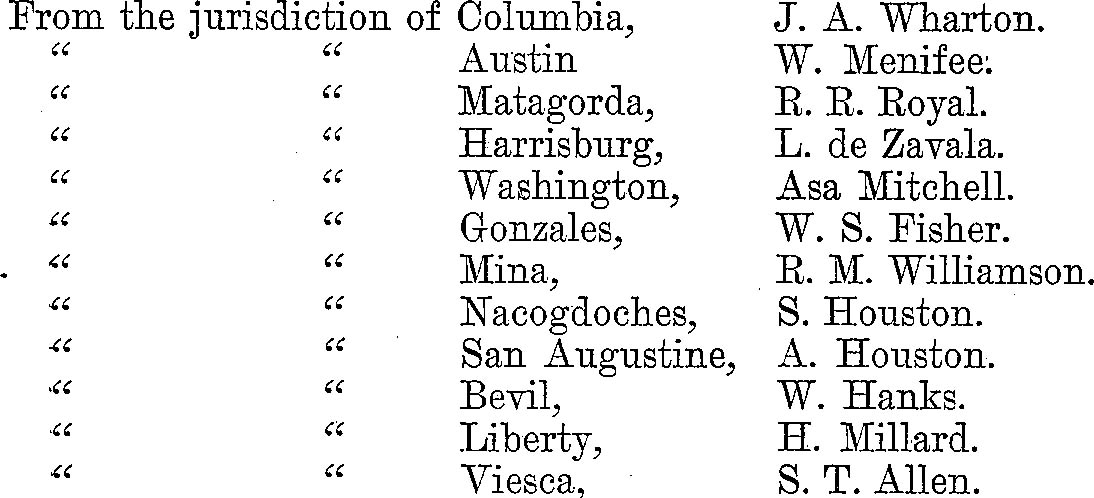 From the jurisdiction of Columbia, J. A. Wharton.
“ “ Austin W. Menifee.
“ “ Matagorda, R. R. Royal.
“ “ Harrisburg, L. de Zavala.
“ “ Washington, Asa Mitchell.
“ “ Gonzales, W. S. Fisher.
“ “ Mina, R. M. Williamson.
“ “ Nacogdoches, S. Houston.
“ “ San Augustine, A. Houston.
“ “ Bevil, W. Hanks.
“ “ Liberty, H. Millard.
“ “ Viesca, S. T. Allen.